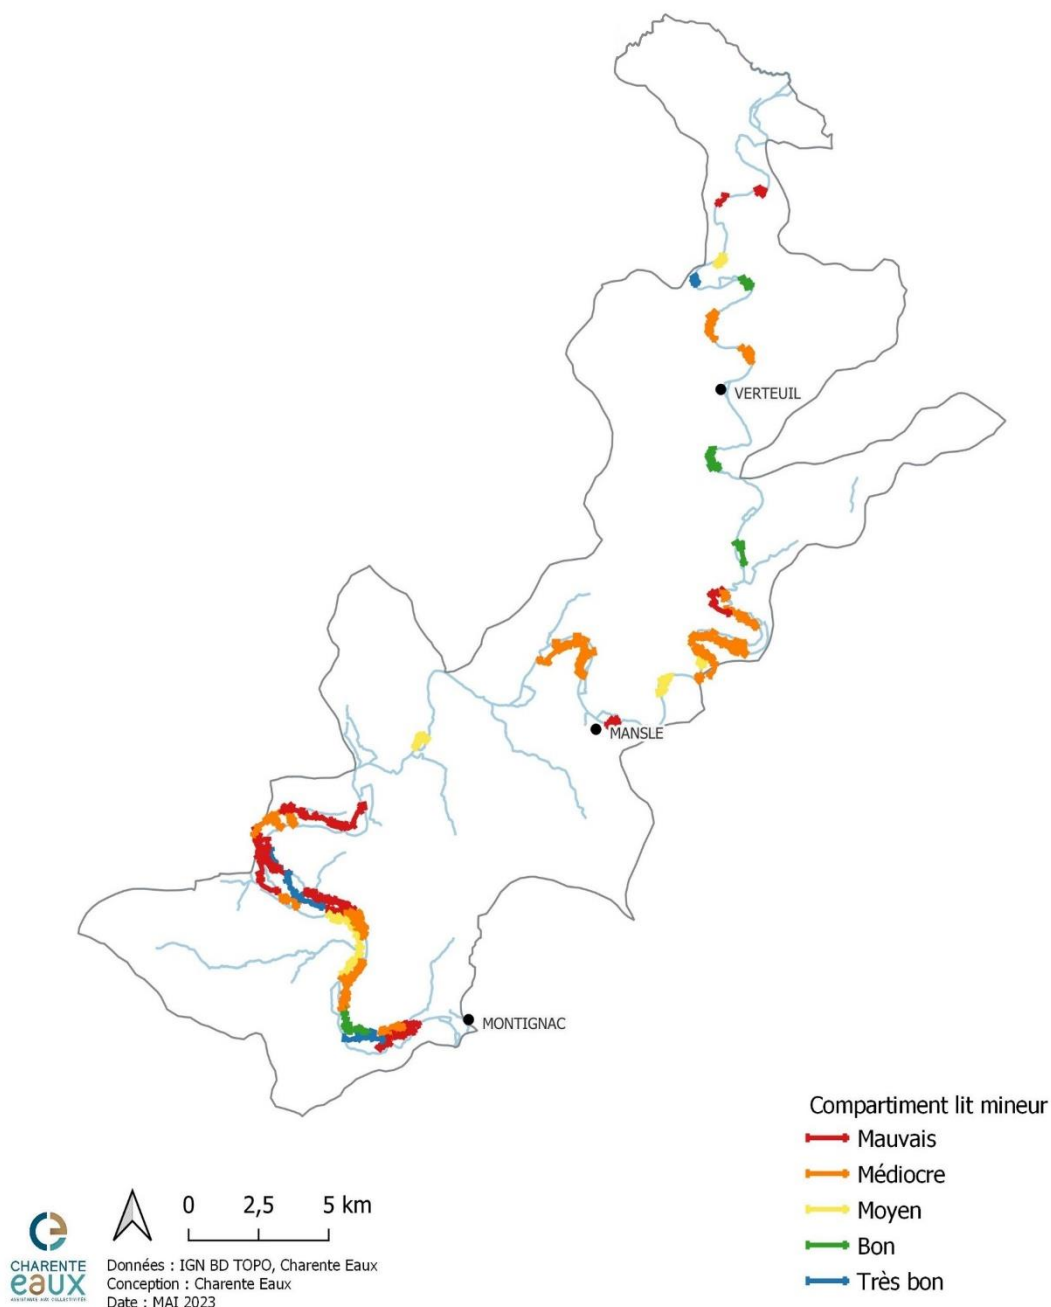 VERTEUIL
MANSLE
MONTIGNAC
Compartiment lit mineur
Mauvais
Médiocre
Moyen
Bon
Très bon
0 2,5 5 km
CHARENTE
eaux
Données : IGN BD TOPO, Charente Eaux
Conception : Charente Eaux
Date : MAI 2023